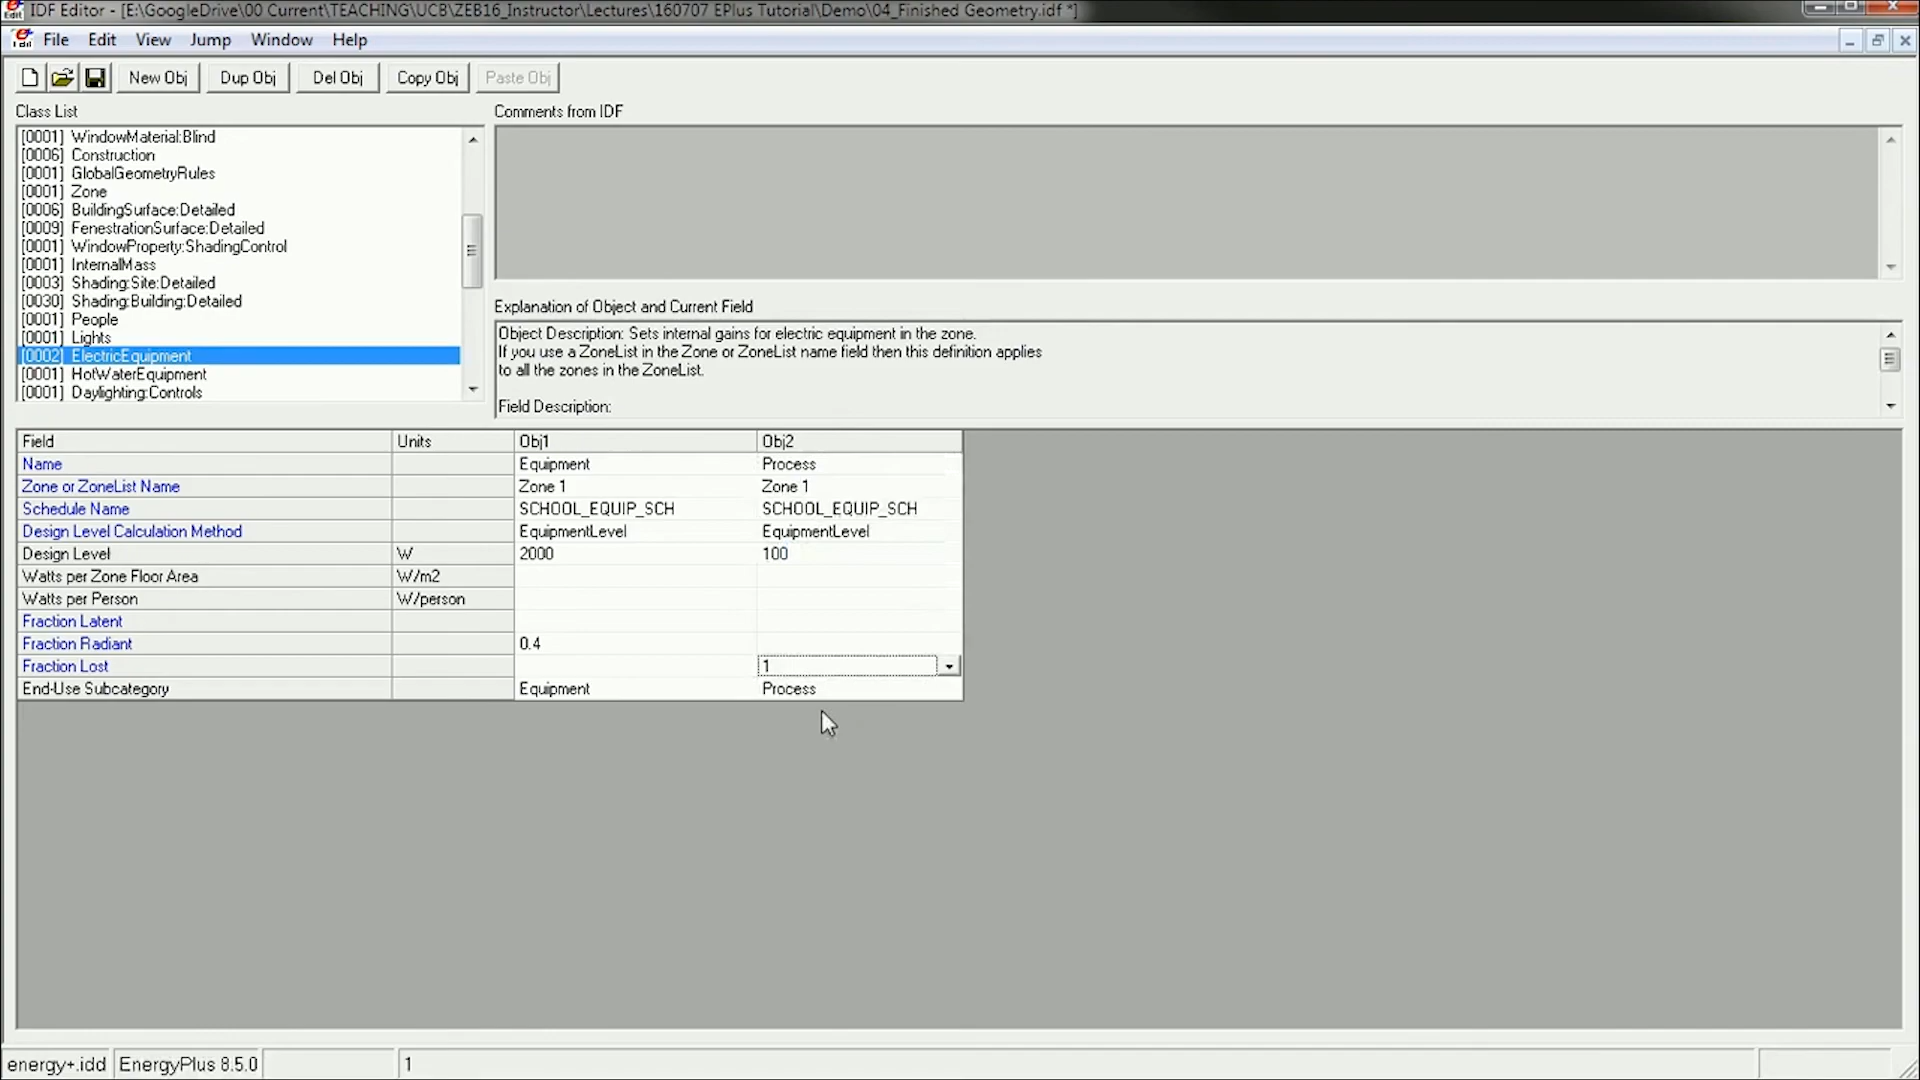 IDF Editor - [E:\GoogleDrive\00 Current\TEACHING\UCB\ZEB16_Instructor\Lectures\160707 EPlus Tutorial\Demo\04_Finished Geometry.idf *]
File Edit View Jump Window Help
New Obj Dup Obj Del Obj Copy Obj Paste Obj
Class List
Comments from IDF
[0001] WindowMaterial:Blind
[0006] Construction
[0001] GlobalGeometryRules
[0001] Zone
[0006] BuildingSurface:Detailed
[0009] FenestrationSurface:Detailed
[0001] WindowProperty:ShadingControl
[0001] InternalMass
[0003] Shading:Site:Detailed
[0030] Shading:Building:Detailed
[0001] People
[0001] Lights
[0002] ElectricEquipment
[0001] HotWaterEquipment
[0001] Daylighting:Controls
Explanation of Object and Current Field
Object Description: Sets internal gains for electric equipment in the zone.
If you use a ZoneList in the Zone or ZoneList name field then this definition applies
to all the zones in the ZoneList.
Field Description:
Field Units Obj1 Obj2
Name Equipment Process
Zone or ZoneList Name Zone 1 Zone 1
Schedule Name SCHOOL_EQUIP_SCH SCHOOL_EQUIP_SCH
Design Level Calculation Method EquipmentLevel EquipmentLevel
Design Level W 2000 100
Watts per Zone Floor Area W/m2
Watts per Person W/person
Fraction Latent
Fraction Radiant 0.4
Fraction Lost 1
End-Use Subcategory Equipment Process
energy+.idd EnergyPlus 8.5.0 1